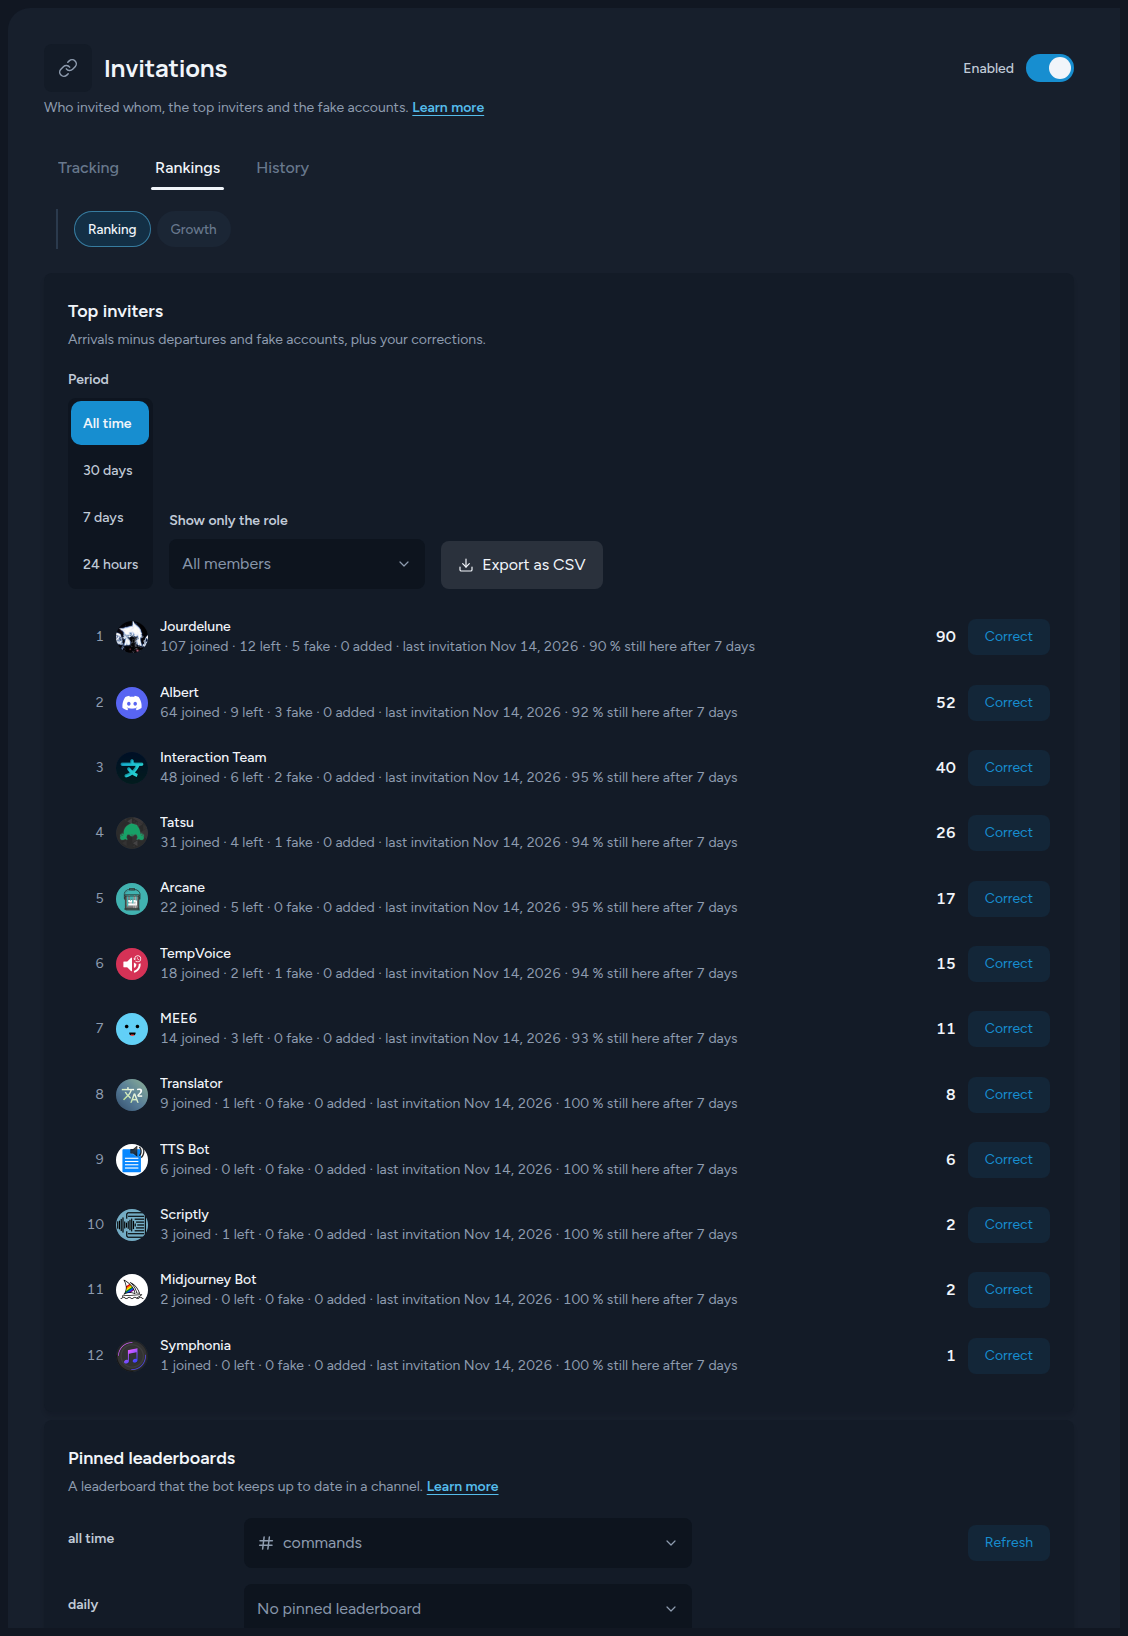 Invitations
Enabled
Who invited whom, the top inviters and the fake accounts. Learn more
Tracking
Rankings
History
Ranking
Growth
Top inviters
Arrivals minus departures and fake accounts, plus your corrections.
Period
All time
30 days
7 days
24 hours
Show only the role
All members
Export as CSV
1
Jourdelune
107 joined · 12 left · 5 fake · 0 added · last invitation Nov 14, 2026 · 90 % still here after 7 days
90
Correct
2
Albert
64 joined · 9 left · 3 fake · 0 added · last invitation Nov 14, 2026 · 92 % still here after 7 days
52
Correct
3
Interaction Team
48 joined · 6 left · 2 fake · 0 added · last invitation Nov 14, 2026 · 95 % still here after 7 days
40
Correct
4
Tatsu
31 joined · 4 left · 1 fake · 0 added · last invitation Nov 14, 2026 · 94 % still here after 7 days
26
Correct
5
Arcane
22 joined · 5 left · 0 fake · 0 added · last invitation Nov 14, 2026 · 95 % still here after 7 days
17
Correct
6
TempVoice
18 joined · 2 left · 1 fake · 0 added · last invitation Nov 14, 2026 · 94 % still here after 7 days
15
Correct
7
MEE6
14 joined · 3 left · 0 fake · 0 added · last invitation Nov 14, 2026 · 93 % still here after 7 days
11
Correct
8
Translator
9 joined · 1 left · 0 fake · 0 added · last invitation Nov 14, 2026 · 100 % still here after 7 days
8
Correct
9
TTS Bot
6 joined · 0 left · 0 fake · 0 added · last invitation Nov 14, 2026 · 100 % still here after 7 days
6
Correct
10
Scriptly
3 joined · 1 left · 0 fake · 0 added · last invitation Nov 14, 2026 · 100 % still here after 7 days
2
Correct
11
Midjourney Bot
2 joined · 0 left · 0 fake · 0 added · last invitation Nov 14, 2026 · 100 % still here after 7 days
2
Correct
12
Symphonia
1 joined · 0 left · 0 fake · 0 added · last invitation Nov 14, 2026 · 100 % still here after 7 days
1
Correct
Pinned leaderboards
A leaderboard that the bot keeps up to date in a channel. Learn more
all time
# commands
Refresh
daily
No pinned leaderboard